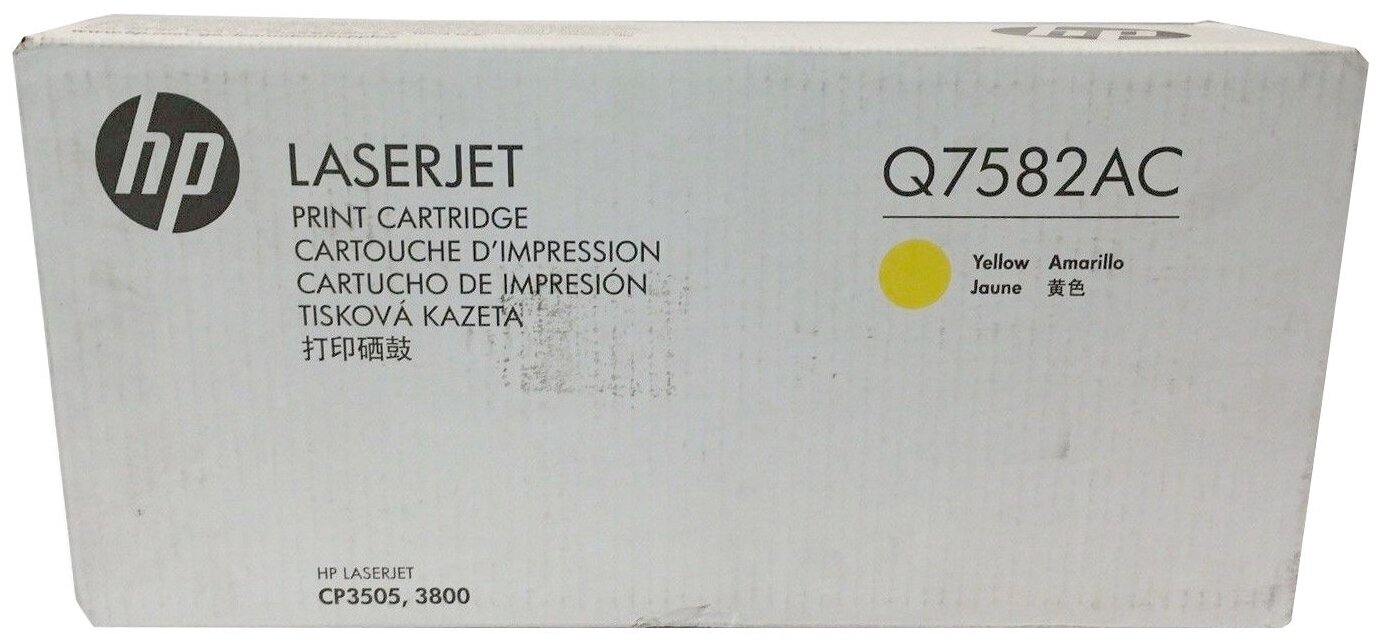 hp
LASERJET
PRINT CARTRIDGE
CARTOUCHE D'IMPRESSION
CARTUCHO DE IMPRESIÓN
TISKOVÁ KAZETA
打印硒鼓
Q7582AC
Yellow Amarillo
Jaune 黄色
HP LASERJET
CP3505, 3800
hp